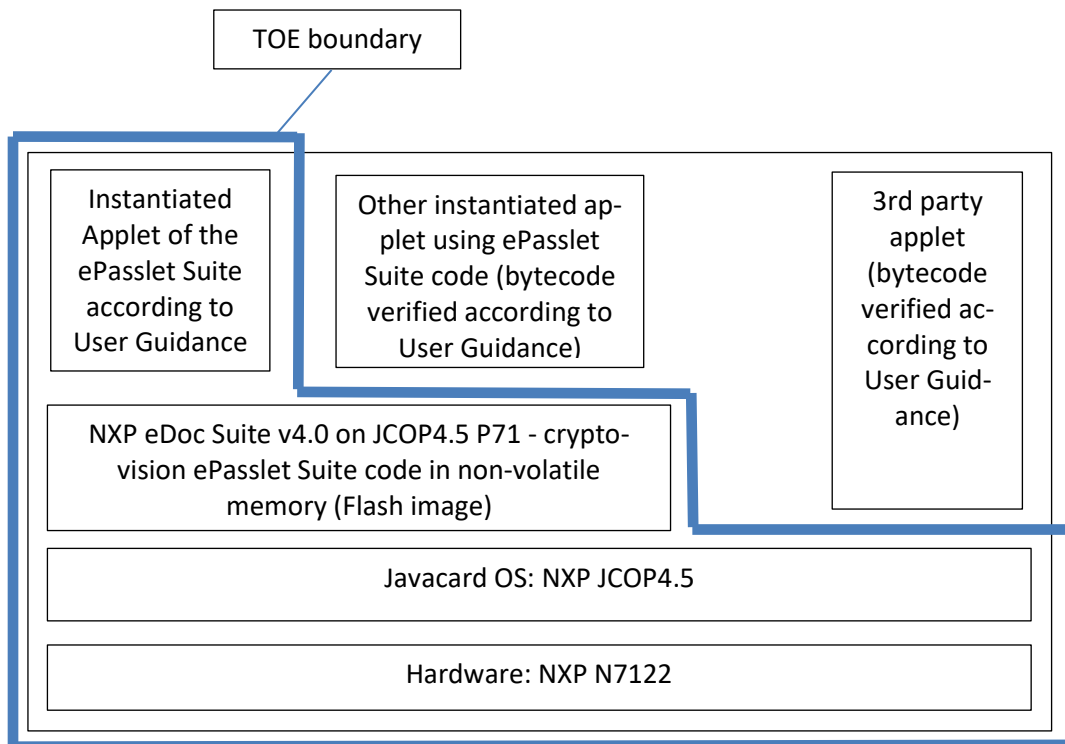 TOE boundary
Instantiated
Applet of the
ePasslet Suite
according to
User Guidance
Other instantiated ap-
plet using ePasslet
Suite code (bytecode
verified according to
User Guidance)
3rd party
applet
(bytecode
verified ac-
cording to
User Guid-
ance)
NXP eDoc Suite v4.0 on JCOP4.5 P71 - crypto-
vision ePasslet Suite code in non-volatile
memory (Flash image)
Javacard OS: NXP JCOP4.5
Hardware: NXP N7122